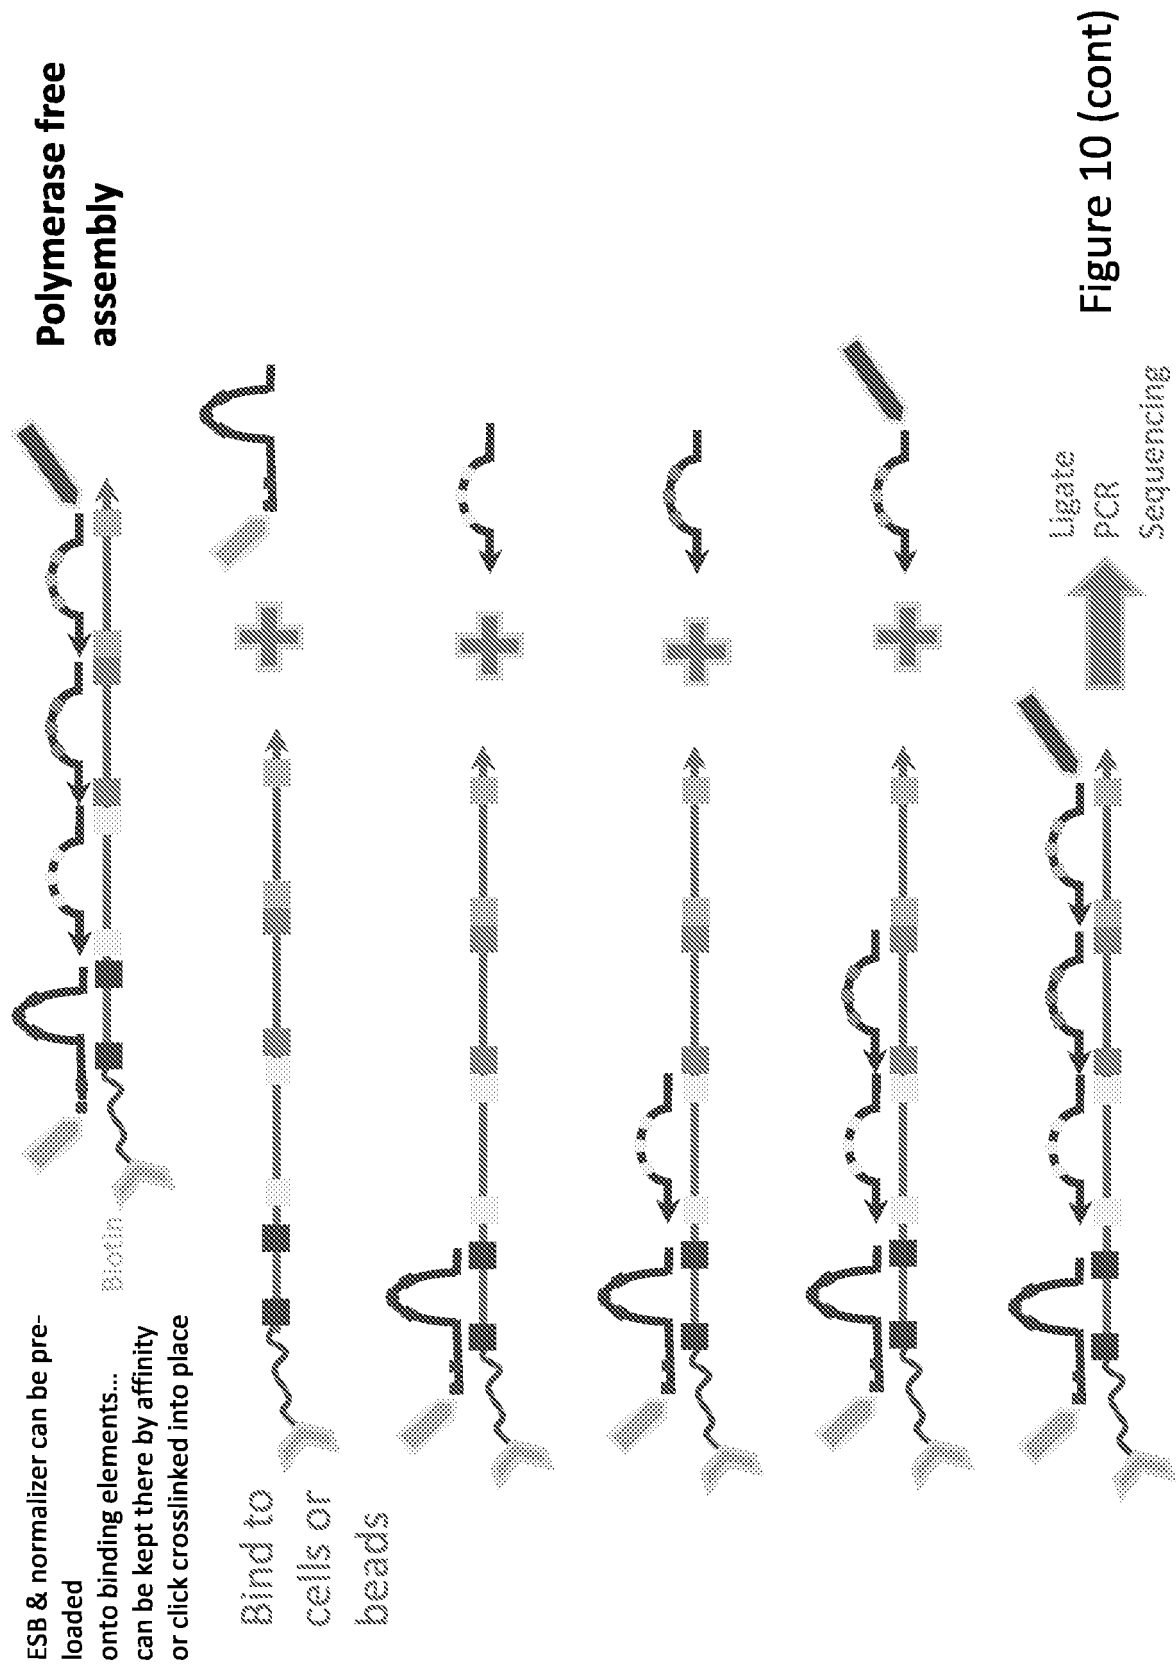 Polymerase free
assembly
ESB & normalizer can be pre-
loaded
onto binding elements...
can be kept there by affinity
or click crosslinked into place
Biotin
Bind to
cells or
beads
Ligate
PCR
Sequencing
Figure 10 (cont)